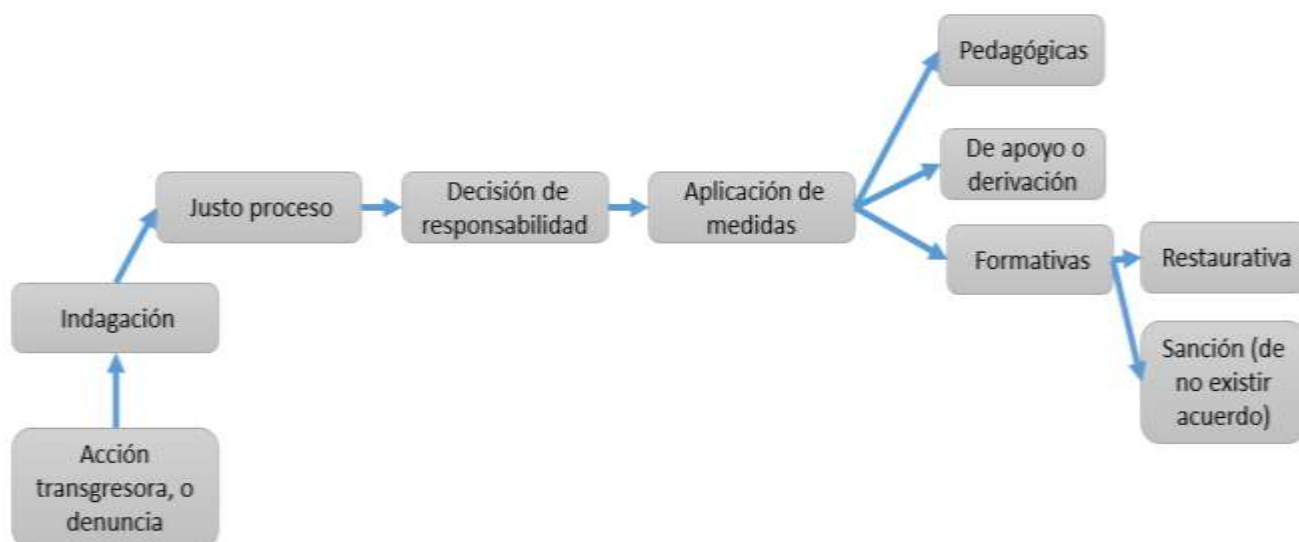 Acción
transgresora, o
denuncia
Indagación
Justo proceso
Decisión de
responsabilidad
Aplicación de
medidas
Pedagógicas
De apoyo o
derivación
Formativas
Restaurativa
Sanción (de
no existir
acuerdo)